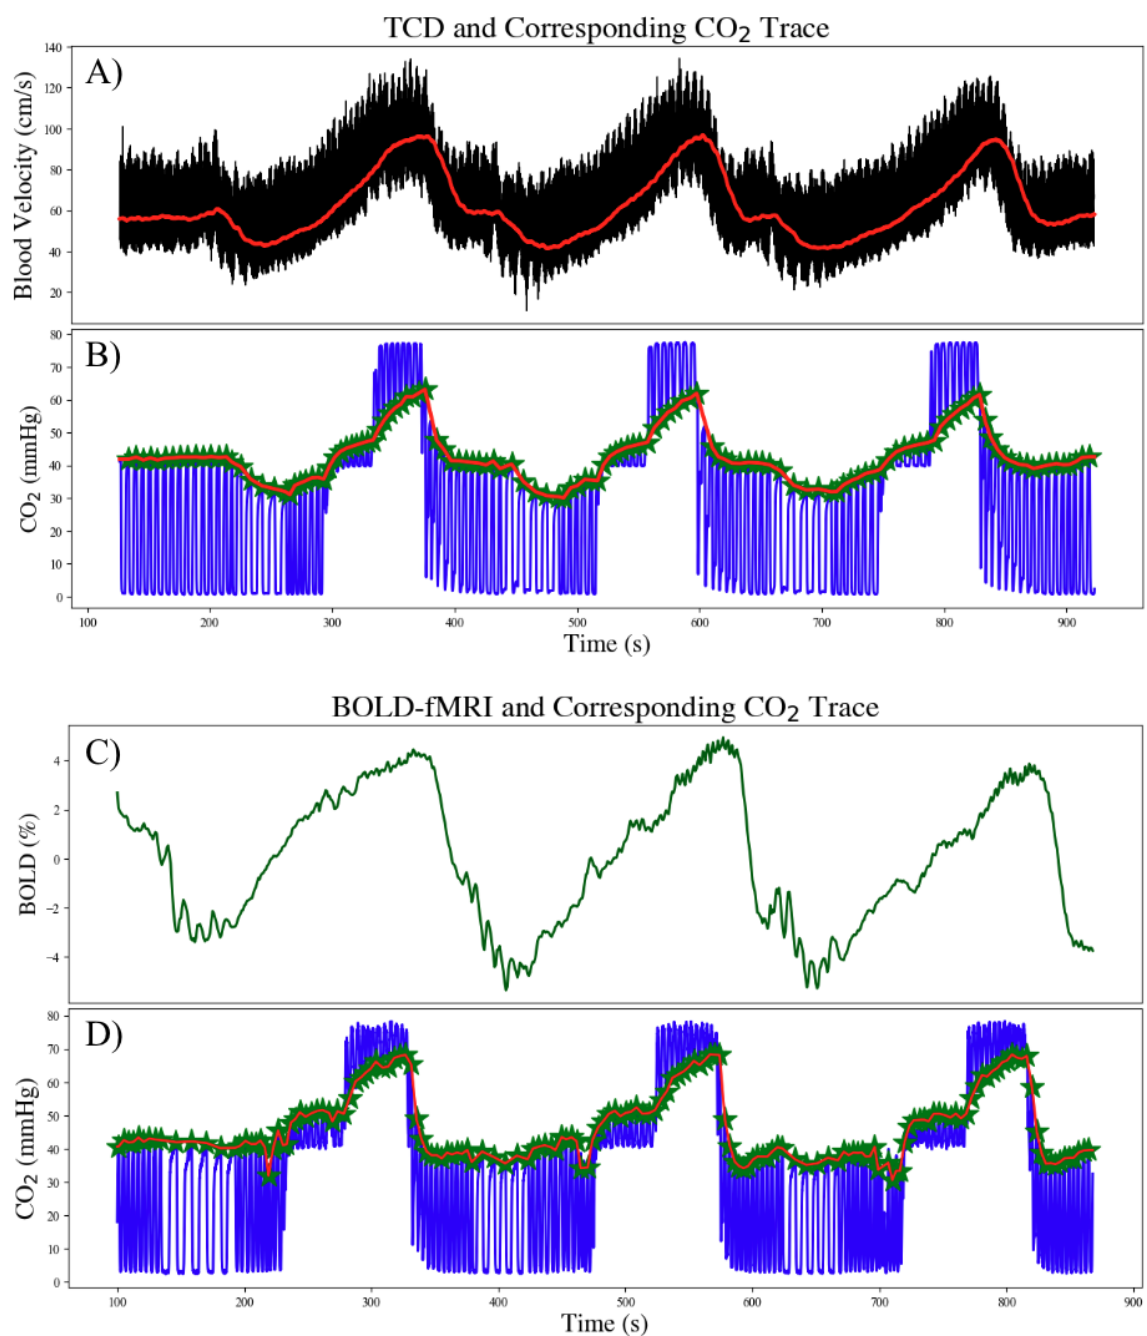 TCD and Corresponding CO₂ Trace
A)
Blood Velocity (cm/s)
140
120
100
80
60
40
20
B)
CO₂ (mmHg)
80
70
60
50
40
30
20
10
0
100 200 300 400 500 600 700 800 900
Time (s)
BOLD-fMRI and Corresponding CO₂ Trace
C)
BOLD (%)
4
2
0
−2
−4
D)
CO₂ (mmHg)
80
70
60
50
40
30
20
10
0
100 200 300 400 500 600 700 800 900
Time (s)